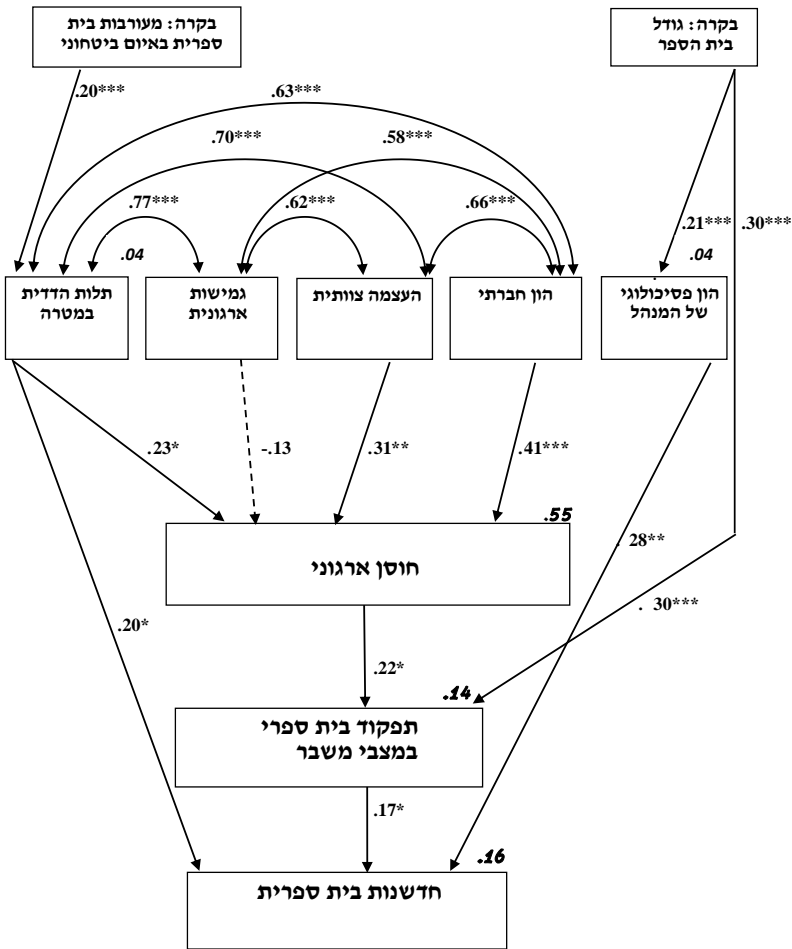 בקרה: מעורבות בית
ספרית באיום ביטחוני
בקרה: גודל
בית הספר
.20***
.63***
.70***
.58***
.77***
.62***
.66***
.21***
.30***
.04
.04
תלות הדדית
במטרה
גמישות
ארגונית
העצמה צוותית
הון חברתי
הון פסיכולוגי
של המנהל
.23*
-.13
.31**
.41***
.55
חוסן ארגוני
. 28**
.20*
. 30***
.22*
.14
תפקוד בית ספרי
במצבי משבר
.17*
.16
חדשנות בית ספרית